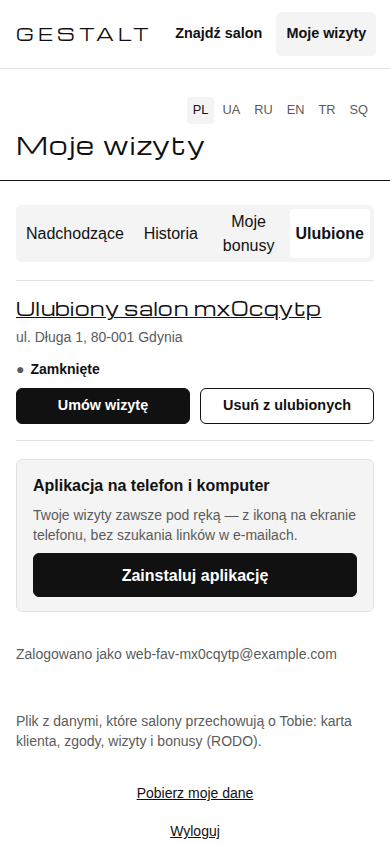 GESTALT
Znajdź salon
Moje wizyty
PL UA RU EN TR SQ
Moje wizyty
Nadchodzące
Historia
Moje
bonusy
Ulubione
Ulubiony salon mx0cqytp
ul. Długa 1, 80-001 Gdynia
● Zamknięte
Umów wizytę
Usuń z ulubionych
Aplikacja na telefon i komputer
Twoje wizyty zawsze pod ręką — z ikoną na ekranie
telefonu, bez szukania linków w e-mailach.
Zainstaluj aplikację
Zalogowano jako web-fav-mx0cqytp@example.com
Plik z danymi, które salony przechowują o Tobie: karta
klienta, zgody, wizyty i bonusy (RODO).
Pobierz moje dane
Wyloguj